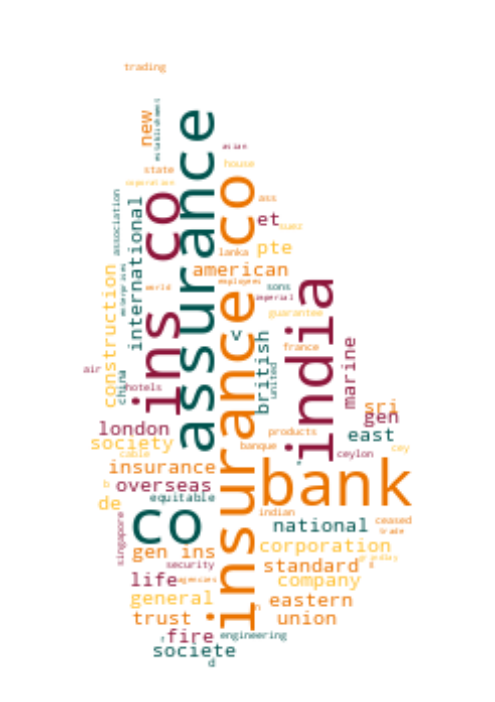 trading
new
establishment
assurance
asian
house
state
corporation
ins co
insurance co
ass
association
international
et
suez
pte
lanka
american
employees
sons
world
imperial
enterprises
construction
india
guarantee
v
british
france
marine
united
air
china
hotels
sri
gen
london
products
east
society
banque
cey
cable
ceylon
insurance
bank
overseas
b
equitable
de
co
indian
singapore
national
ceased
trade
gen ins
corporation
security
standard
life
agencies
company
general
eastern
trust
union
fire
engineering
societe
d